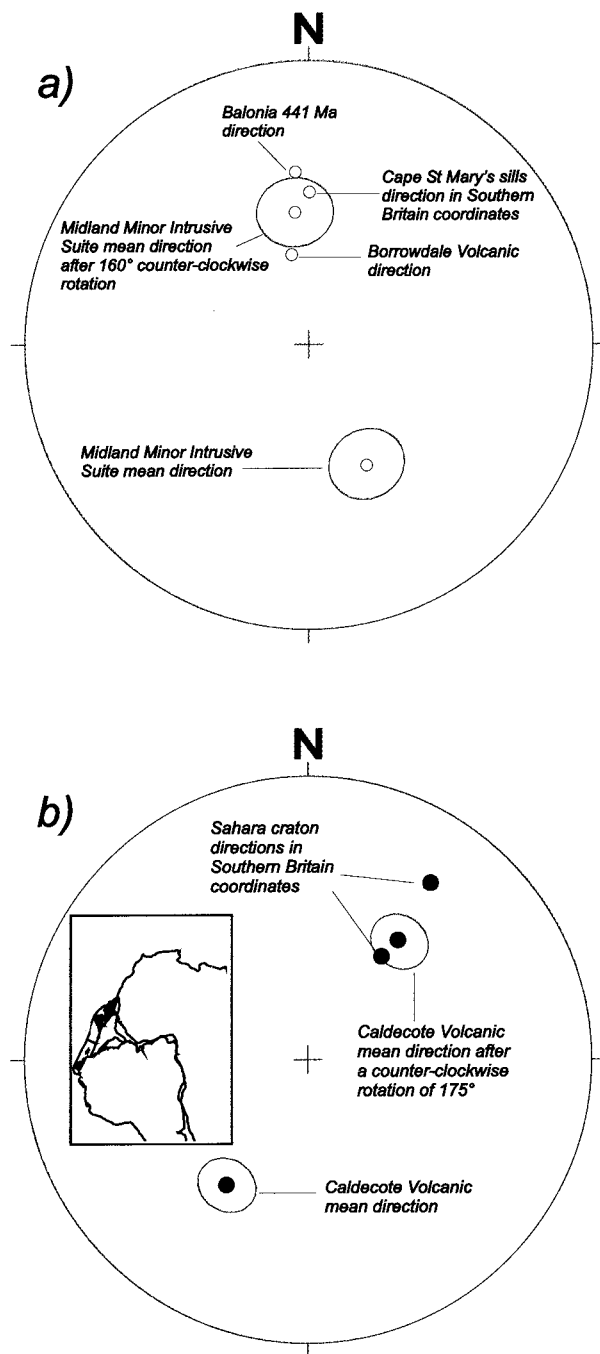 N
a)
Balonia 441 Ma
direction
Cape St Mary's sills
direction in Southern
Britain coordinates
Midland Minor Intrusive
Suite mean direction
after 160° counter-clockwise
rotation
Borrowdale Volcanic
direction
Midland Minor Intrusive
Suite mean direction
N
b)
Sahara craton
directions in
Southern Britain
coordinates
Caldecote Volcanic
mean direction after
a counter-clockwise
rotation of 175°
Caldecote Volcanic
mean direction